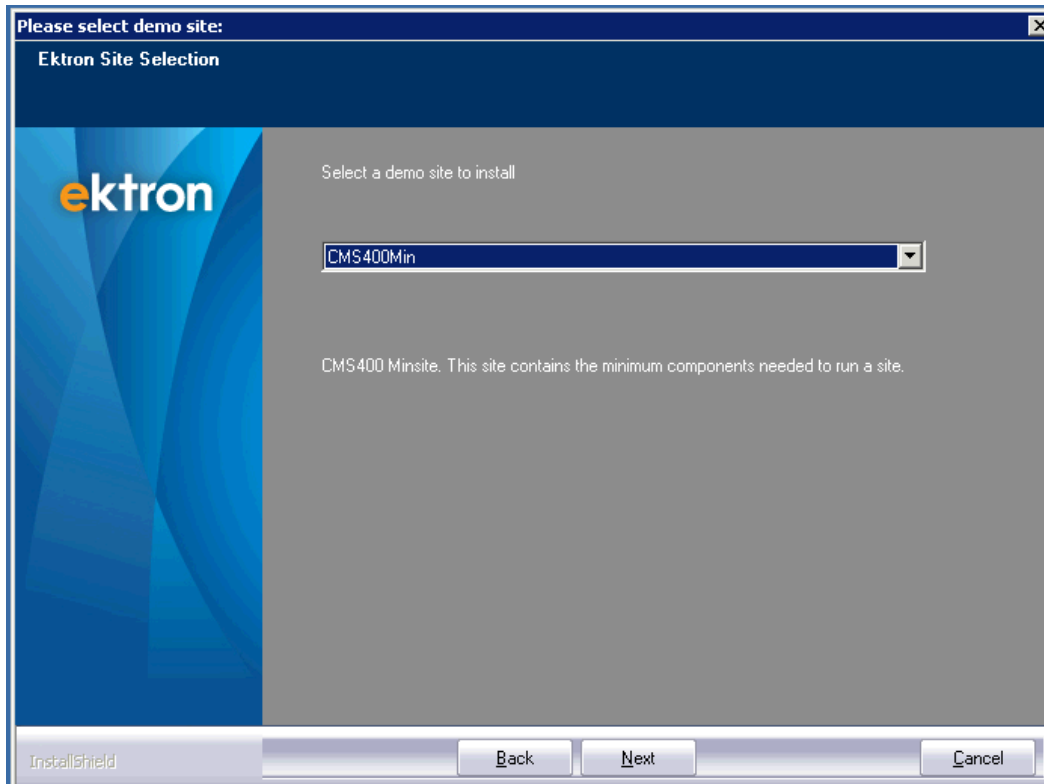 Please select demo site:
Ektron Site Selection
ektron
Select a demo site to install
CMS400Min
CMS400 Minsite. This site contains the minimum components needed to run a site.
InstallShield
Back
Next
Cancel